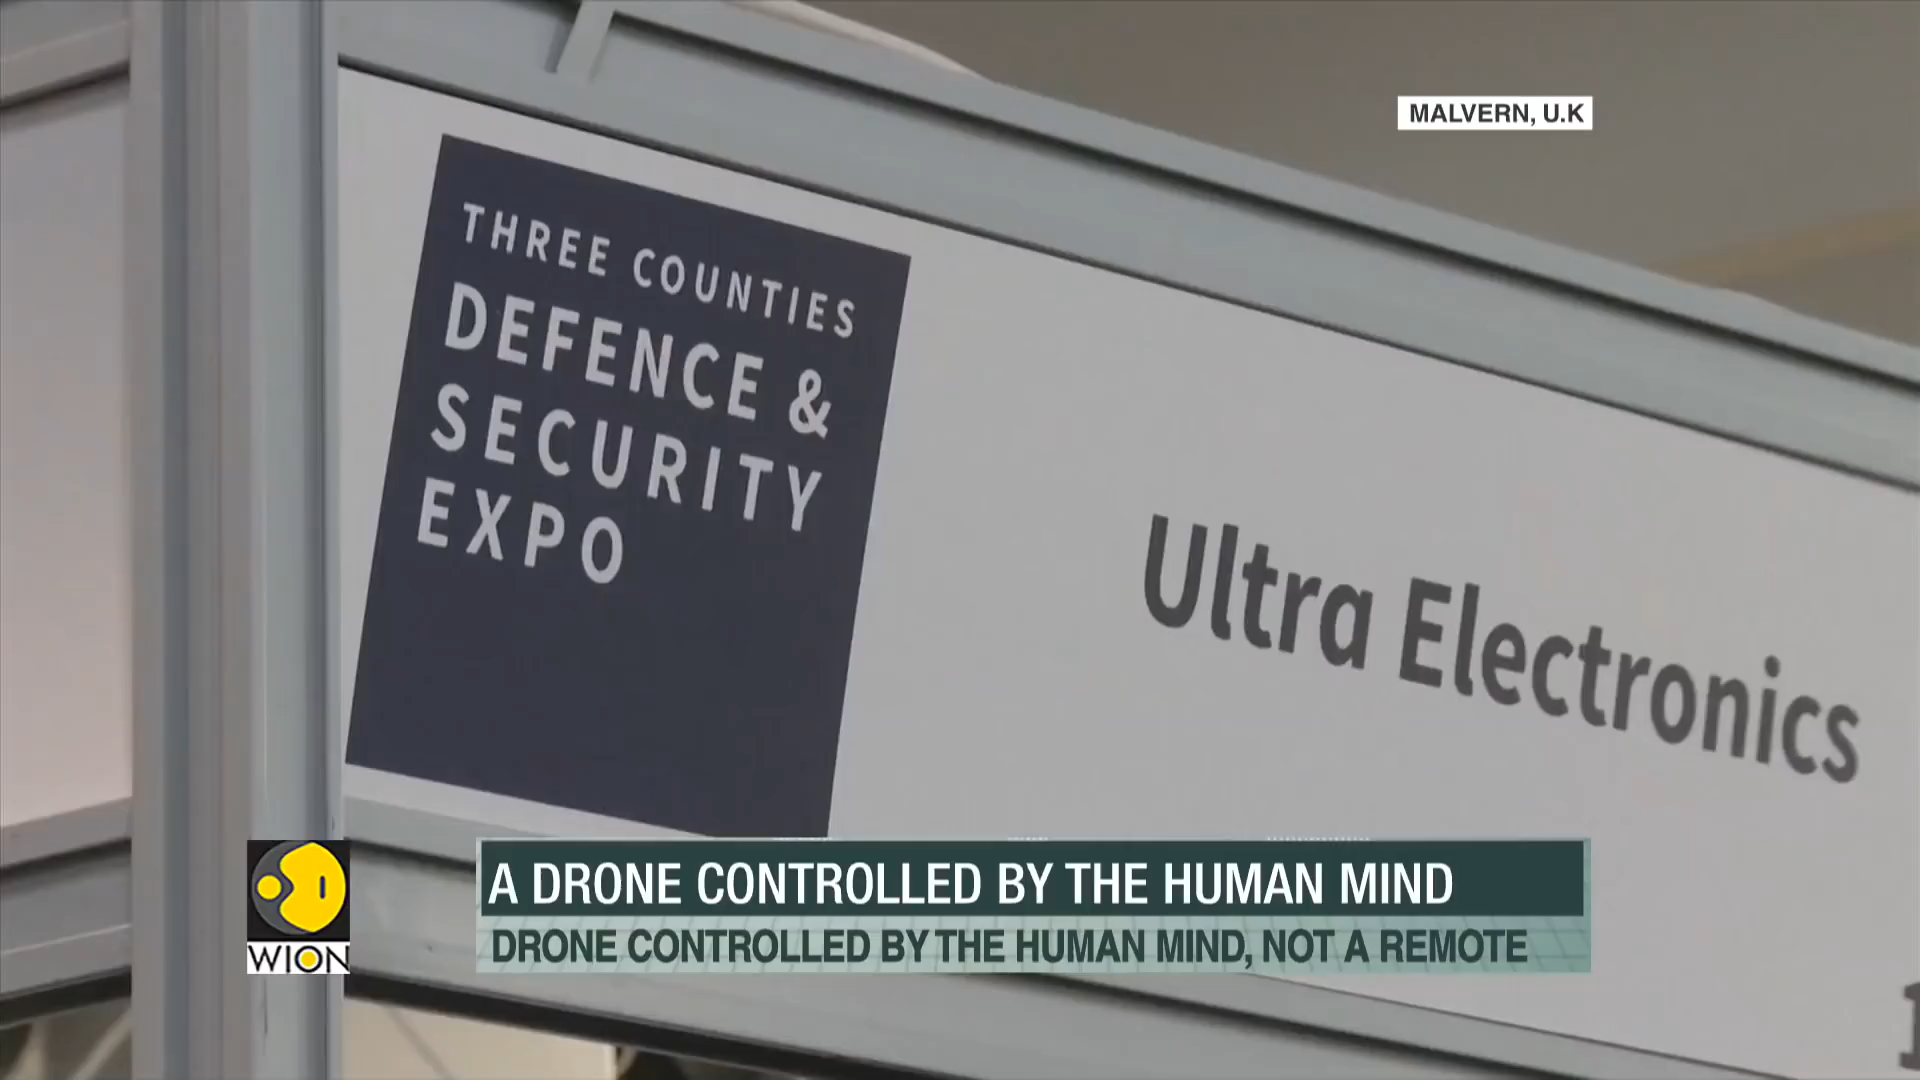 MALVERN, U.K
THREE COUNTIES
DEFENCE &
SECURITY
EXPO
Ultra Electronics
A DRONE CONTROLLED BY THE HUMAN MIND
DRONE CONTROLLED BY THE HUMAN MIND, NOT A REMOTE
WION